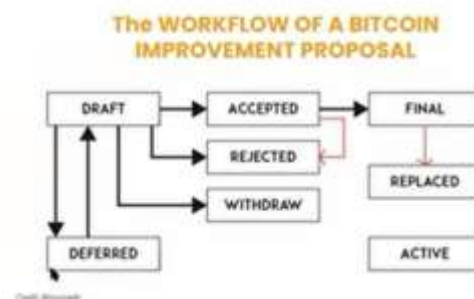 The WORKFLOW OF A BITCOIN
IMPROVEMENT PROPOSAL
DRAFT
ACCEPTED
FINAL
REJECTED
REPLACED
WITHDRAW
DEFERRED
ACTIVE